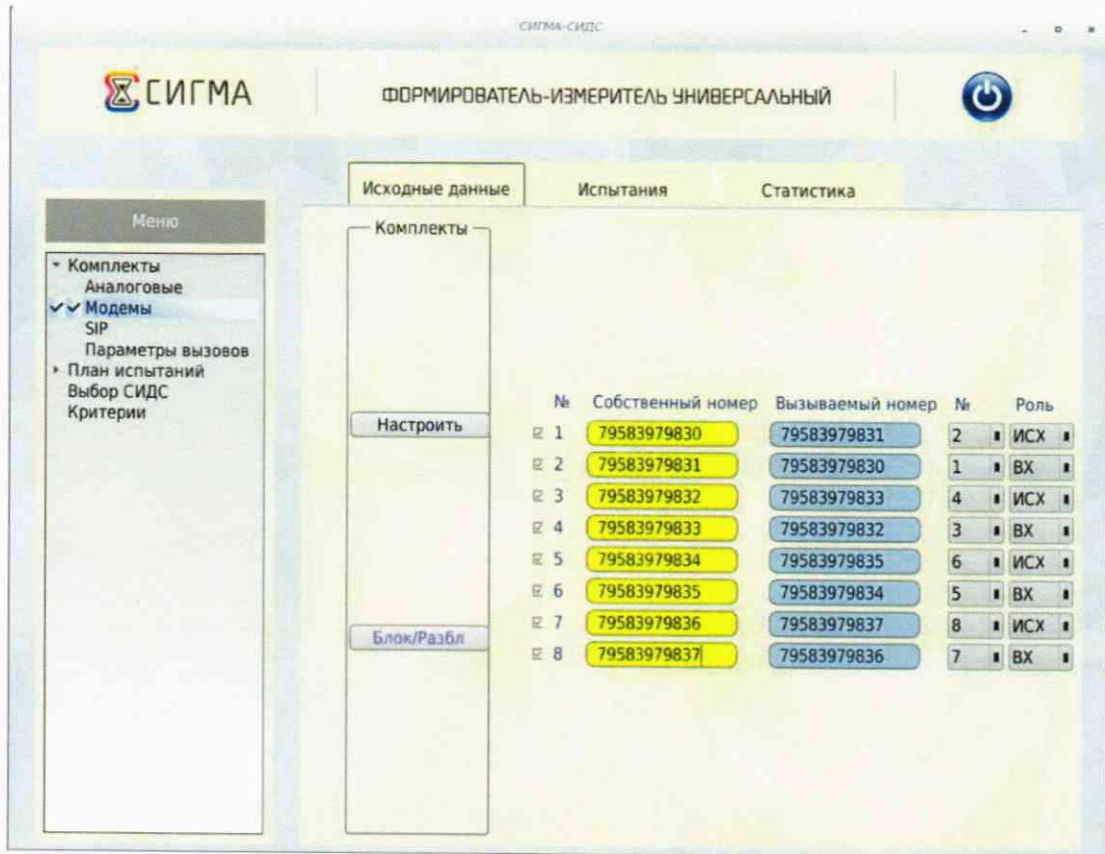 СИГМА-СИДС
СИГМА
ФОРМИРОВАТЕЛЬ-ИЗМЕРИТЕЛЬ УНИВЕРСАЛЬНЫЙ
Исходные данные Испытания Статистика
Меню
Комплекты
Аналоговые
Модемы
SIP
Параметры вызовов
План испытаний
Выбор СИДС
Критерии
Комплекты
Настроить
Блок/Разбл
№ Собственный номер Вызываемый номер № Роль
1 79583979830 79583979831 2 ИСХ
2 79583979831 79583979830 1 ВХ
3 79583979832 79583979833 4 ИСХ
4 79583979833 79583979832 3 ВХ
5 79583979834 79583979835 6 ИСХ
6 79583979835 79583979834 5 ВХ
7 79583979836 79583979837 8 ИСХ
8 79583979837 79583979836 7 ВХ